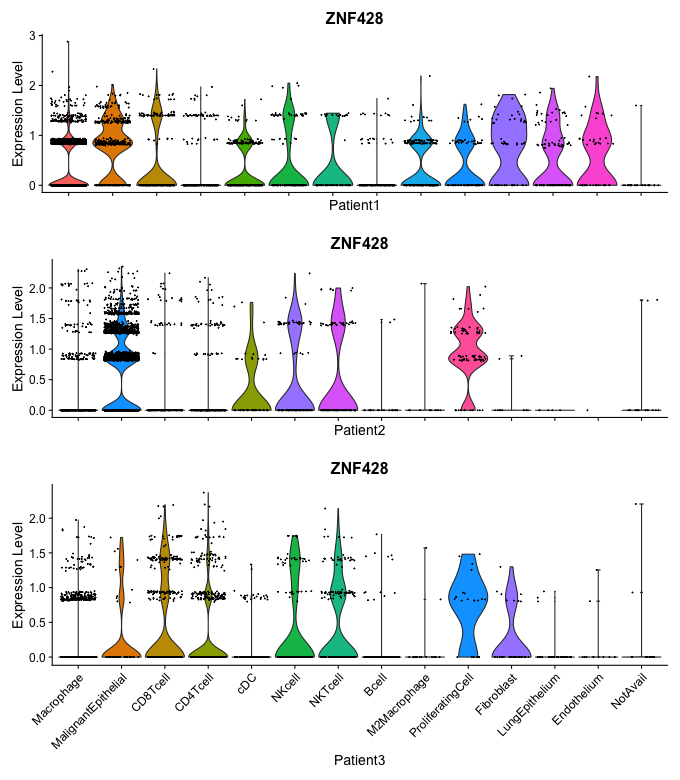 ZNF428
3
2
1
0
Expression Level
Patient1
ZNF428
2.0
1.5
1.0
0.5
0.0
Expression Level
Patient2
ZNF428
2.0
1.5
1.0
0.5
0.0
Expression Level
Macrophage
MalignantEpithelial
CD8Tcell
CD4Tcell
cDC
NKcell
NKTcell
Bcell
M2Macrophage
ProliferatingCell
Fibroblast
LungEpithelium
Endothelium
NotAvail
Patient3